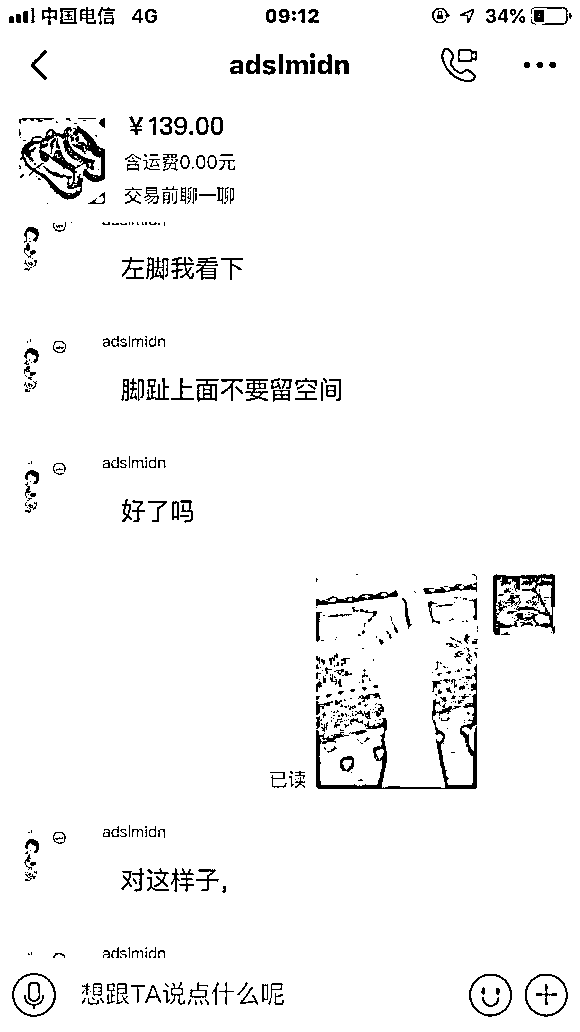 中国电信 4G 09:12 34%
adslmidn
￥139.00
含运费0.00元
交易前聊一聊
adslmidn
左脚我看下
adslmidn
脚趾上面不要留空间
adslmidn
好了吗
已读
adslmidn
对这样子，
adslmidn
想跟TA说点什么呢